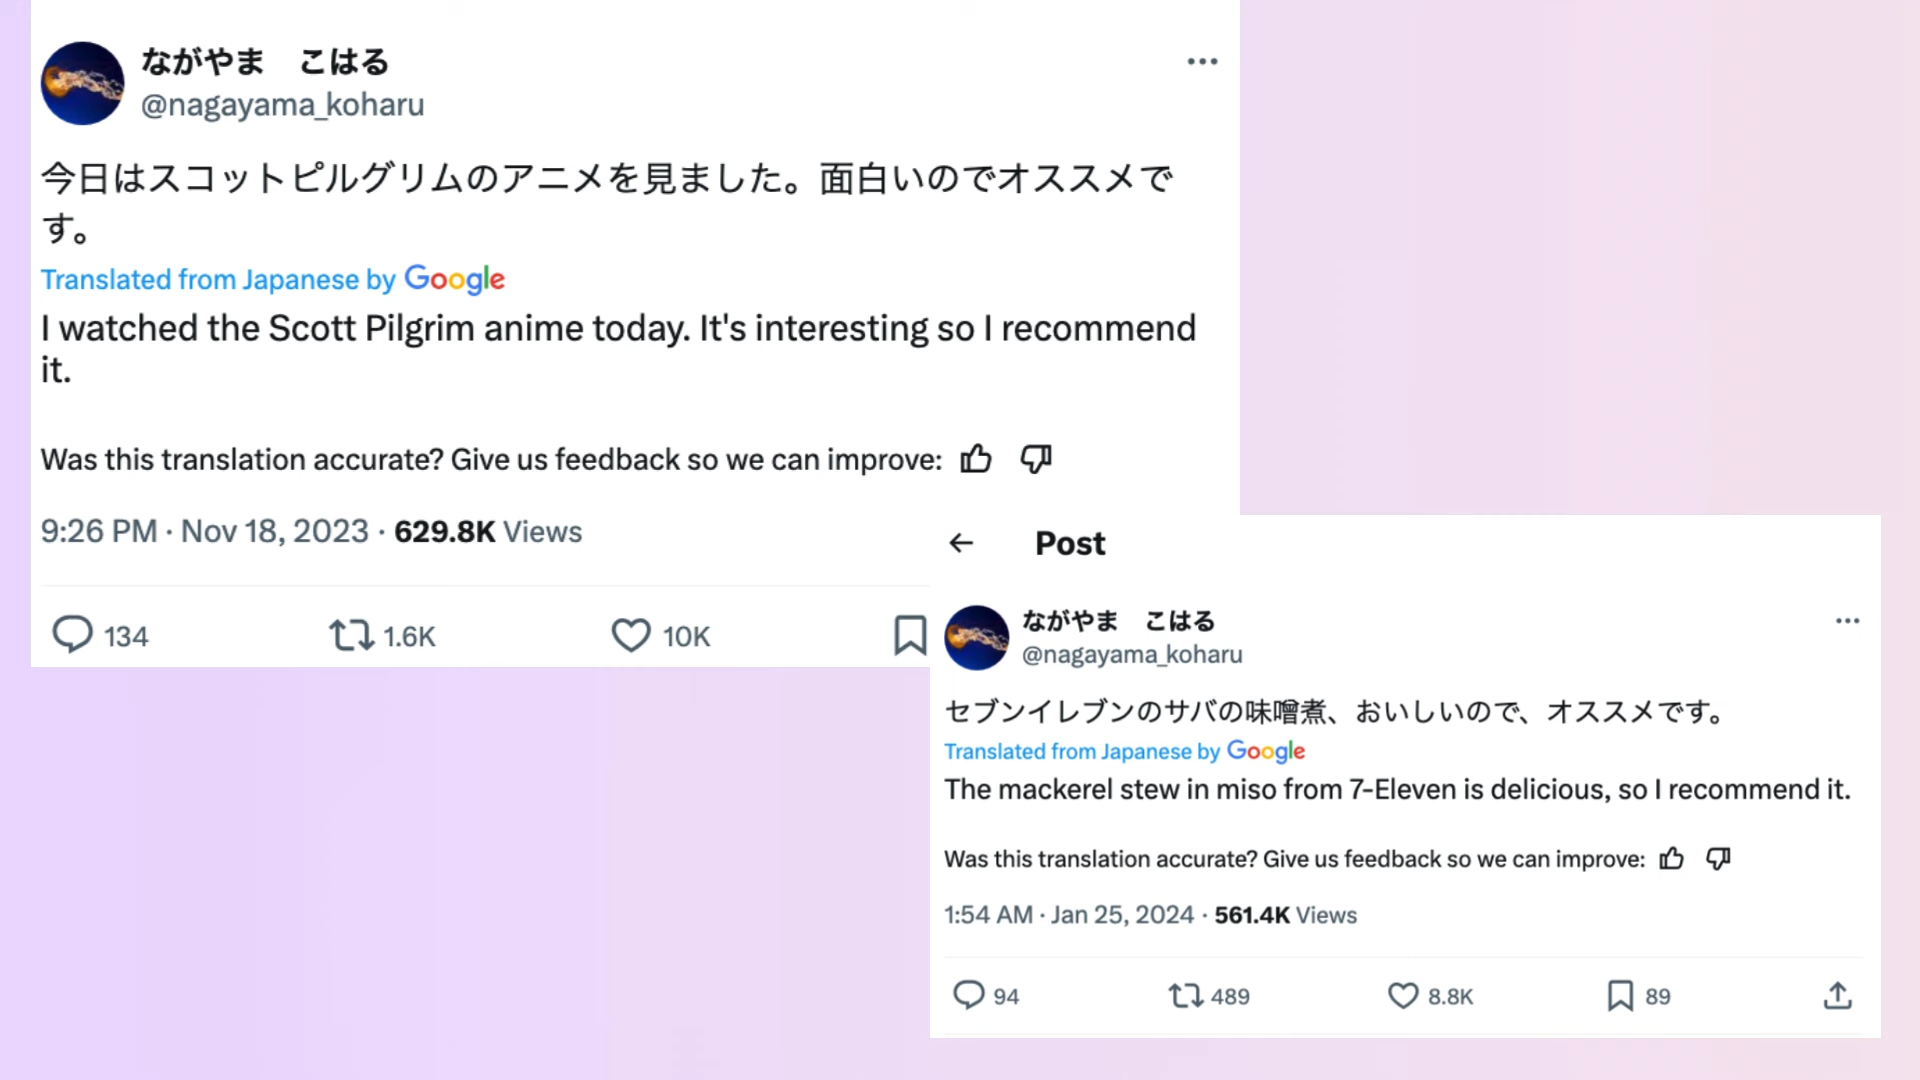 ながやま　こはる
@nagayama_koharu
今日はスコットピルグリムのアニメを見ました。面白いのでオススメで
す。
Translated from Japanese by Google
I watched the Scott Pilgrim anime today. It's interesting so I recommend
it.
Was this translation accurate? Give us feedback so we can improve:
9:26 PM · Nov 18, 2023 · 629.8K Views
134 1.6K 10K
Post
ながやま　こはる
@nagayama_koharu
セブンイレブンのサバの味噌煮、おいしいので、オススメです。
Translated from Japanese by Google
The mackerel stew in miso from 7-Eleven is delicious, so I recommend it.
Was this translation accurate? Give us feedback so we can improve:
1:54 AM · Jan 25, 2024 · 561.4K Views
94 489 8.8K 89